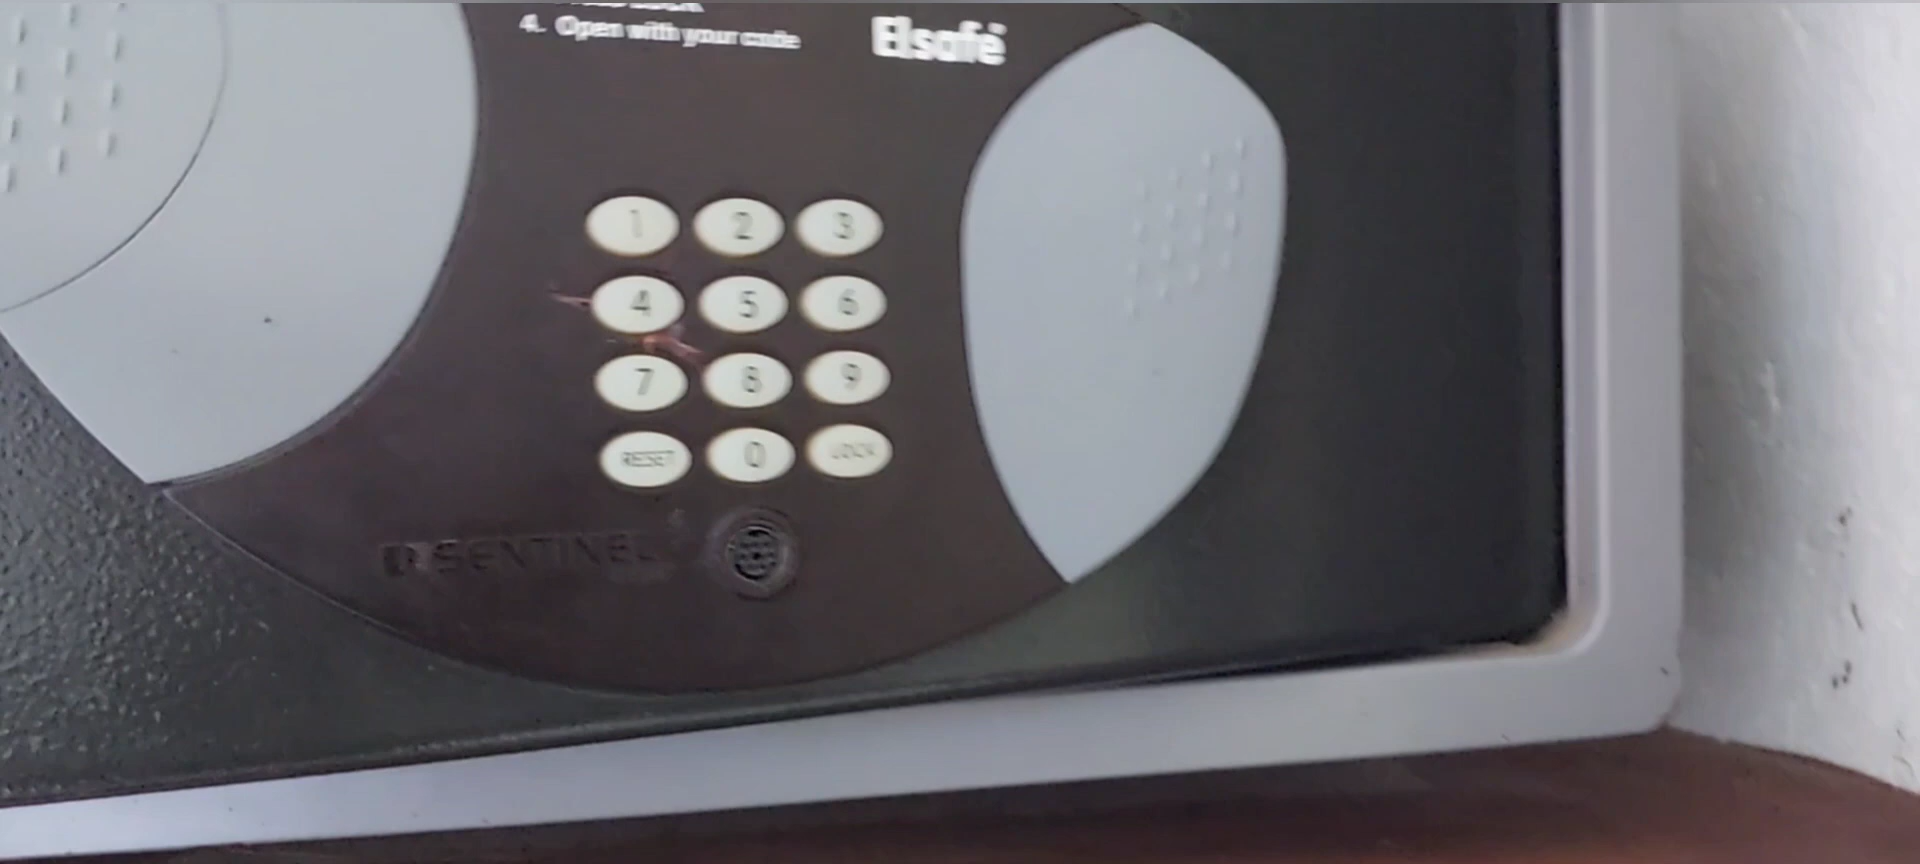 4. Open with your code
Elsafe
1 2 3
4 5 6
7 8 9
RESET 0 LOCK
SENTINEL